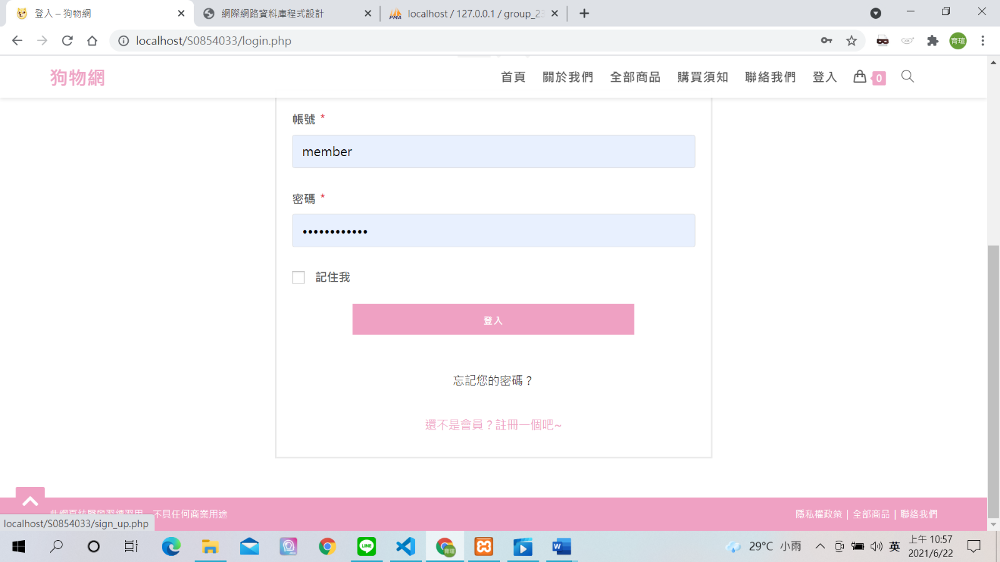 登入 – 狗物網
網際網路資料庫程式設計
localhost / 127.0.0.1 / group_23
localhost/S0854033/login.php
育瑄
狗物網
首頁 關於我們 全部商品 購買須知 聯絡我們 登入 0
帳號 *
member
密碼 *
••••••••••••
記住我
登入
忘記您的密碼？
還不是會員？註冊一個吧~
不具任何商業用途
隱私權政策 | 全部商品 | 聯絡我們
localhost/S0854033/sign_up.php
29°C 小雨
英
上午 10:57
2021/6/22